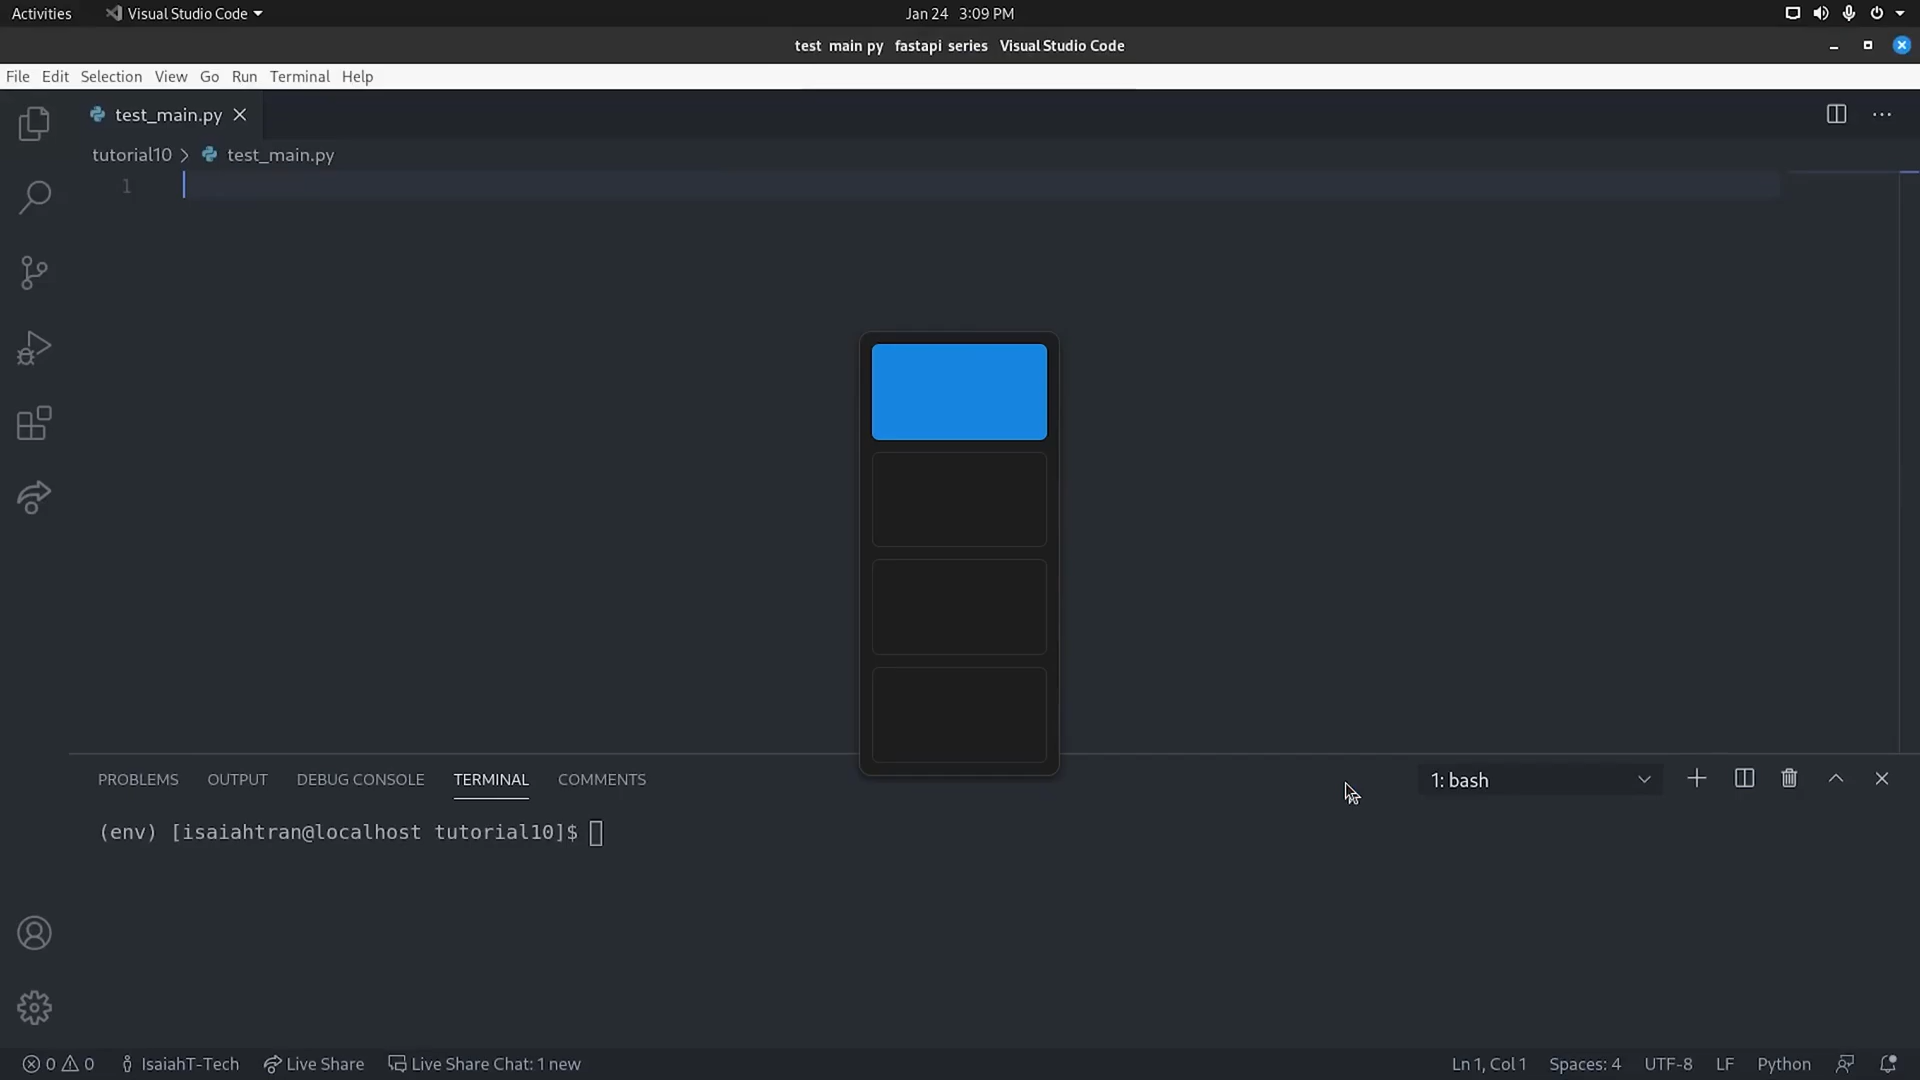 Activities Visual Studio Code Jan 24 3:09 PM
test main py fastapi series Visual Studio Code
File Edit Selection View Go Run Terminal Help
test_main.py
tutorial10 > test_main.py
1
PROBLEMS OUTPUT DEBUG CONSOLE TERMINAL COMMENTS 1: bash
(env) [isaiahtran@localhost tutorial10]$
0 0 IsaiahT-Tech Live Share Live Share Chat: 1 new Ln 1, Col 1 Spaces: 4 UTF-8 LF Python